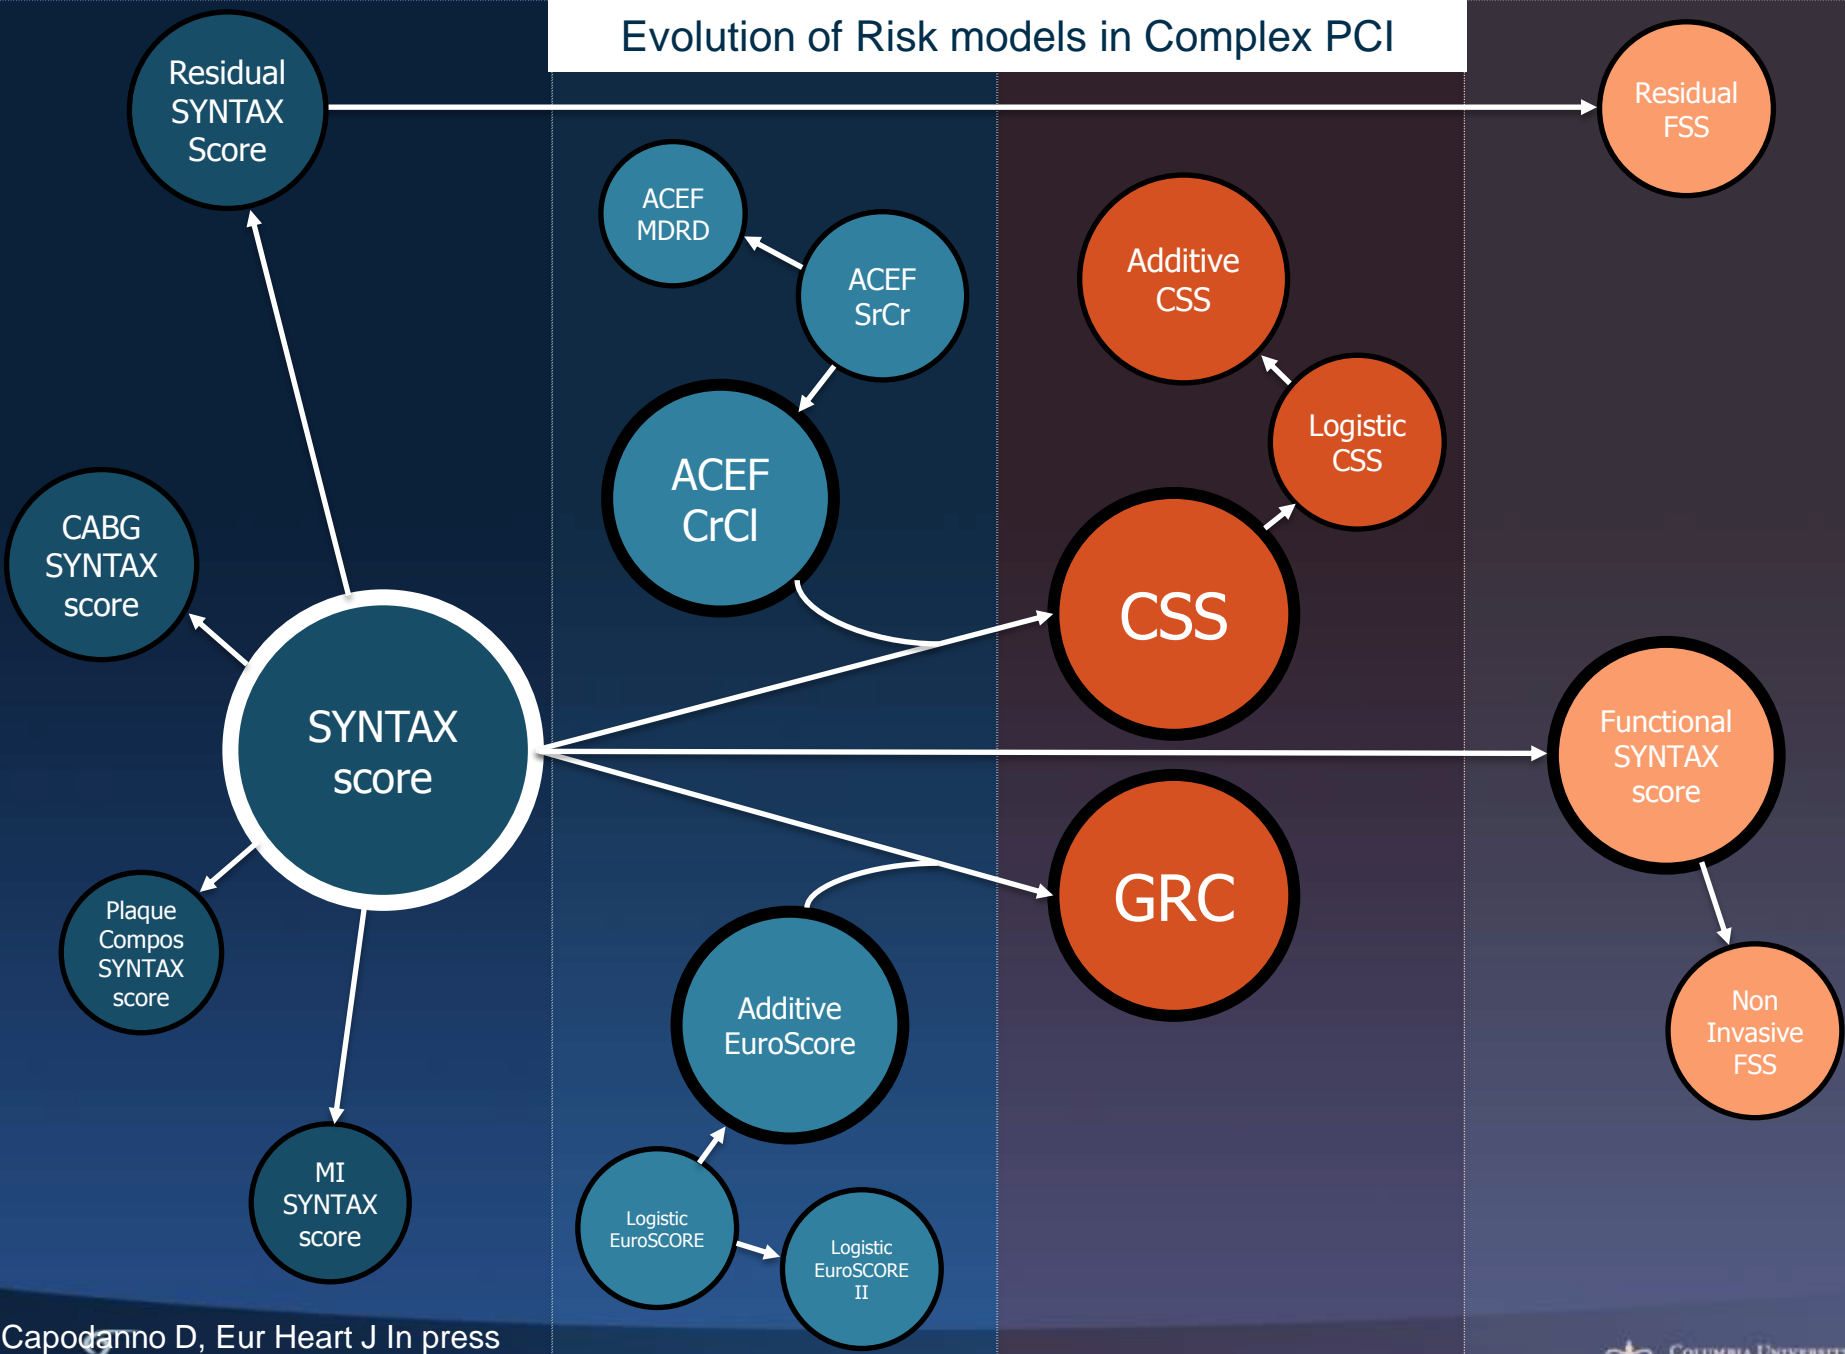 Evolution of Risk models in Complex PCI
Residual
SYNTAX
Score
Residual
FSS
ACEF
MDRD
ACEF
SrCr
Additive
CSS
Logistic
CSS
ACEF
CrCl
CABG
SYNTAX
score
CSS
SYNTAX
score
Functional
SYNTAX
score
GRC
Plaque
Compos
SYNTAX
score
Additive
EuroScore
Non
Invasive
FSS
MI
SYNTAX
score
Logistic
EuroSCORE
Logistic
EuroSCORE
II
Capodanno D, Eur Heart J In press